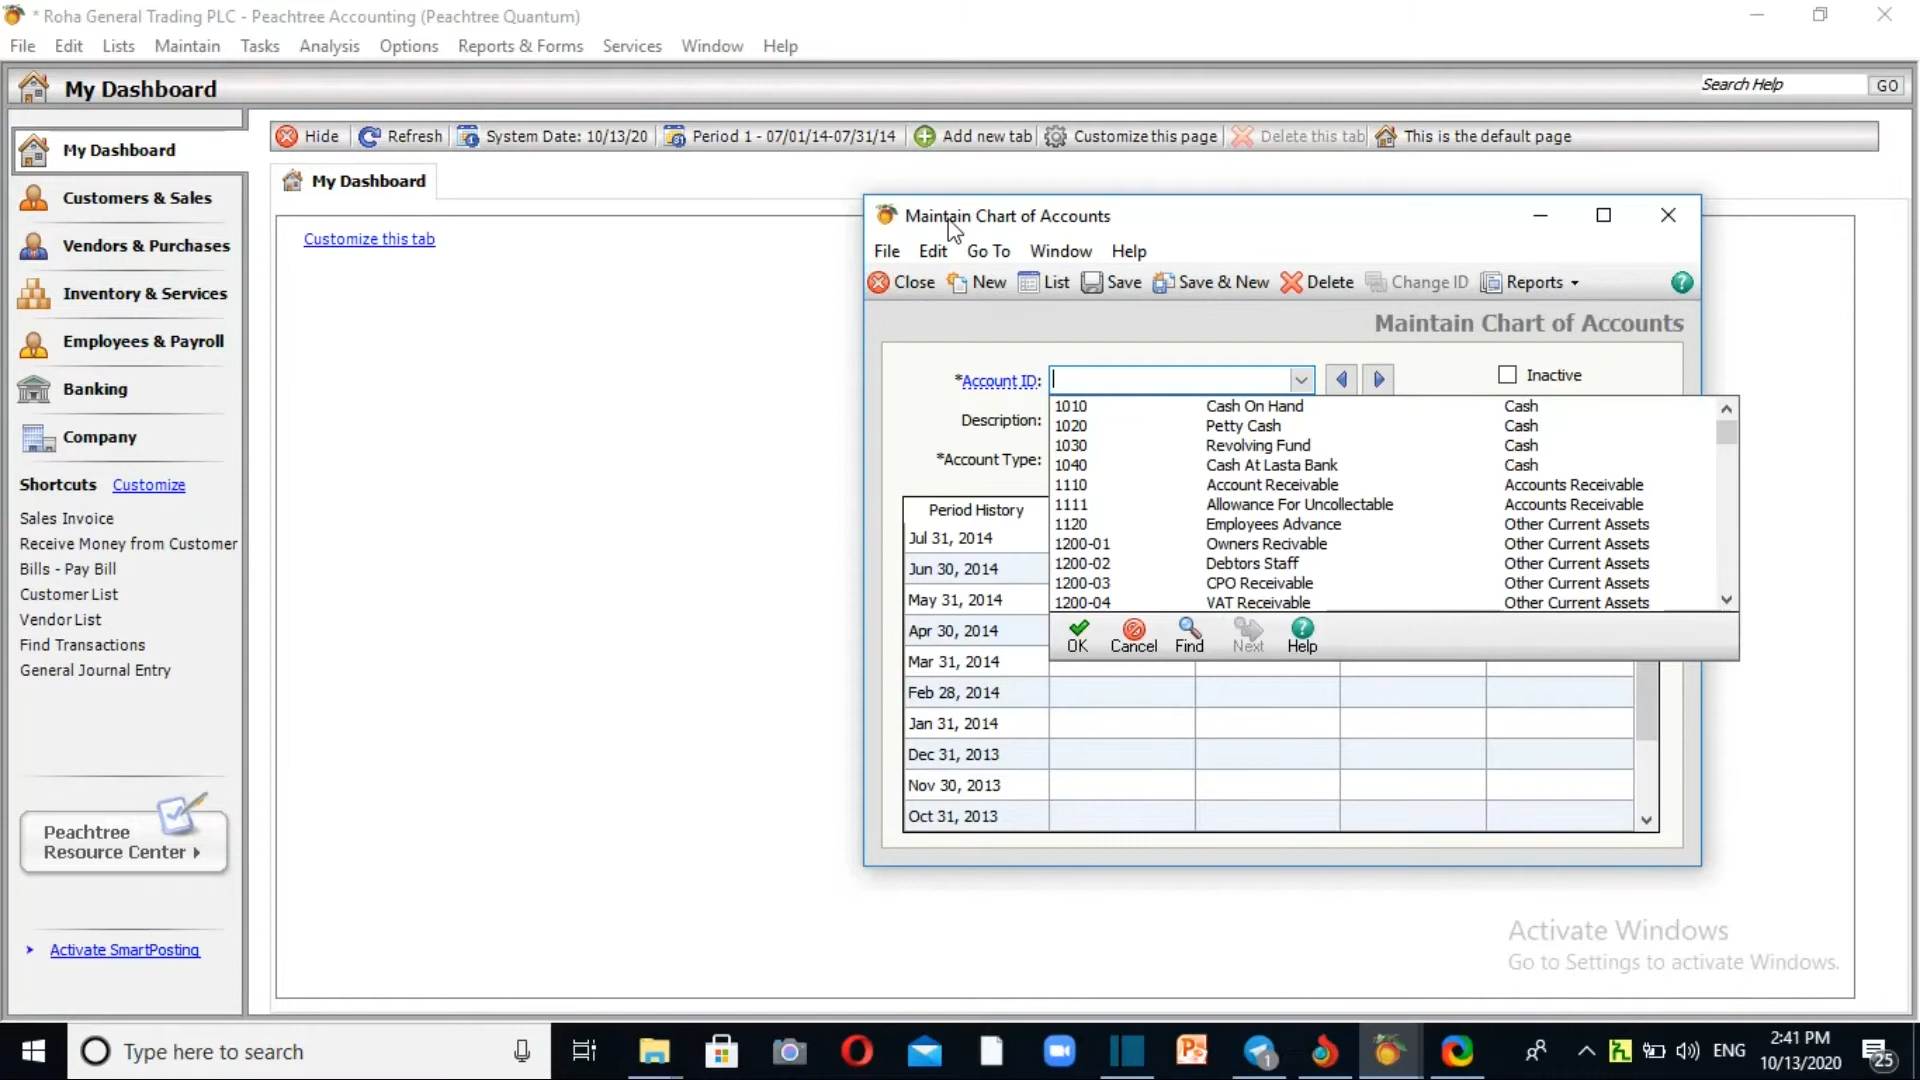 * Roha General Trading PLC - Peachtree Accounting (Peachtree Quantum)
File Edit Lists Maintain Tasks Analysis Options Reports & Forms Services Window Help
My Dashboard
Search Help GO
My Dashboard
Customers & Sales
Vendors & Purchases
Inventory & Services
Employees & Payroll
Banking
Company
Shortcuts Customize
Sales Invoice
Receive Money from Customer
Bills - Pay Bill
Customer List
Vendor List
Find Transactions
General Journal Entry
Peachtree
Resource Center
Activate SmartPosting
Hide Refresh System Date: 10/13/20 Period 1 - 07/01/14-07/31/14 Add new tab Customize this page Delete this tab This is the default page
My Dashboard
Customize this tab
Maintain Chart of Accounts
File Edit Go To Window Help
Close New List Save Save & New Delete Change ID Reports ?
Maintain Chart of Accounts
*Account ID: Inactive
Description:
*Account Type:
1010 Cash On Hand Cash
1020 Petty Cash Cash
1030 Revolving Fund Cash
1040 Cash At Lasta Bank Cash
1110 Account Receivable Accounts Receivable
1111 Allowance For Uncollectable Accounts Receivable
1120 Employees Advance Other Current Assets
1200-01 Owners Recivable Other Current Assets
1200-02 Debtors Staff Other Current Assets
1200-03 CPO Receivable Other Current Assets
1200-04 VAT Receivable Other Current Assets
OK Cancel Find Next Help
Period History
Jul 31, 2014
Jun 30, 2014
May 31, 2014
Apr 30, 2014
Mar 31, 2014
Feb 28, 2014
Jan 31, 2014
Dec 31, 2013
Nov 30, 2013
Oct 31, 2013
Activate Windows
Go to Settings to activate Windows.
Type here to search
1
ENG
2:41 PM
10/13/2020
25